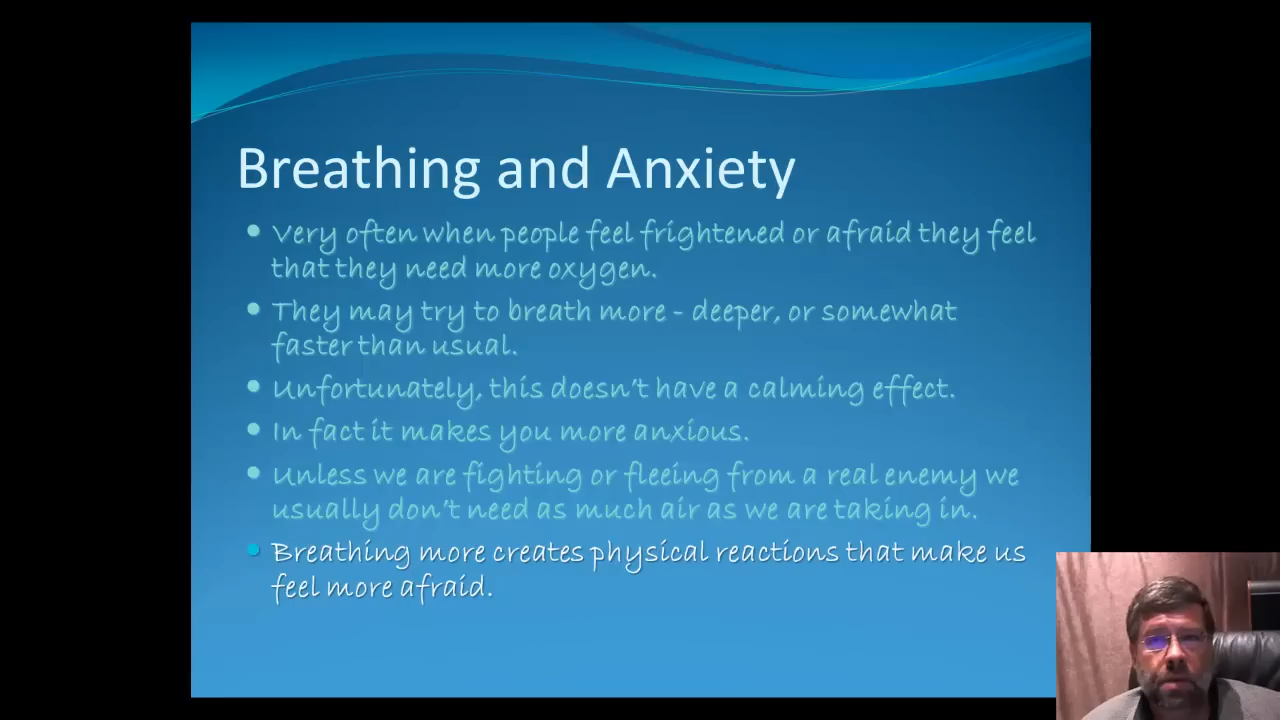 Breathing and Anxiety
• Very often when people feel frightened or afraid they feel
that they need more oxygen.
• They may try to breath more - deeper, or somewhat
faster than usual.
• Unfortunately, this doesn't have a calming effect.
• In fact it makes you more anxious.
• Unless we are fighting or fleeing from a real enemy we
usually don't need as much air as we are taking in.
• Breathing more creates physical reactions that make us
feel more afraid.